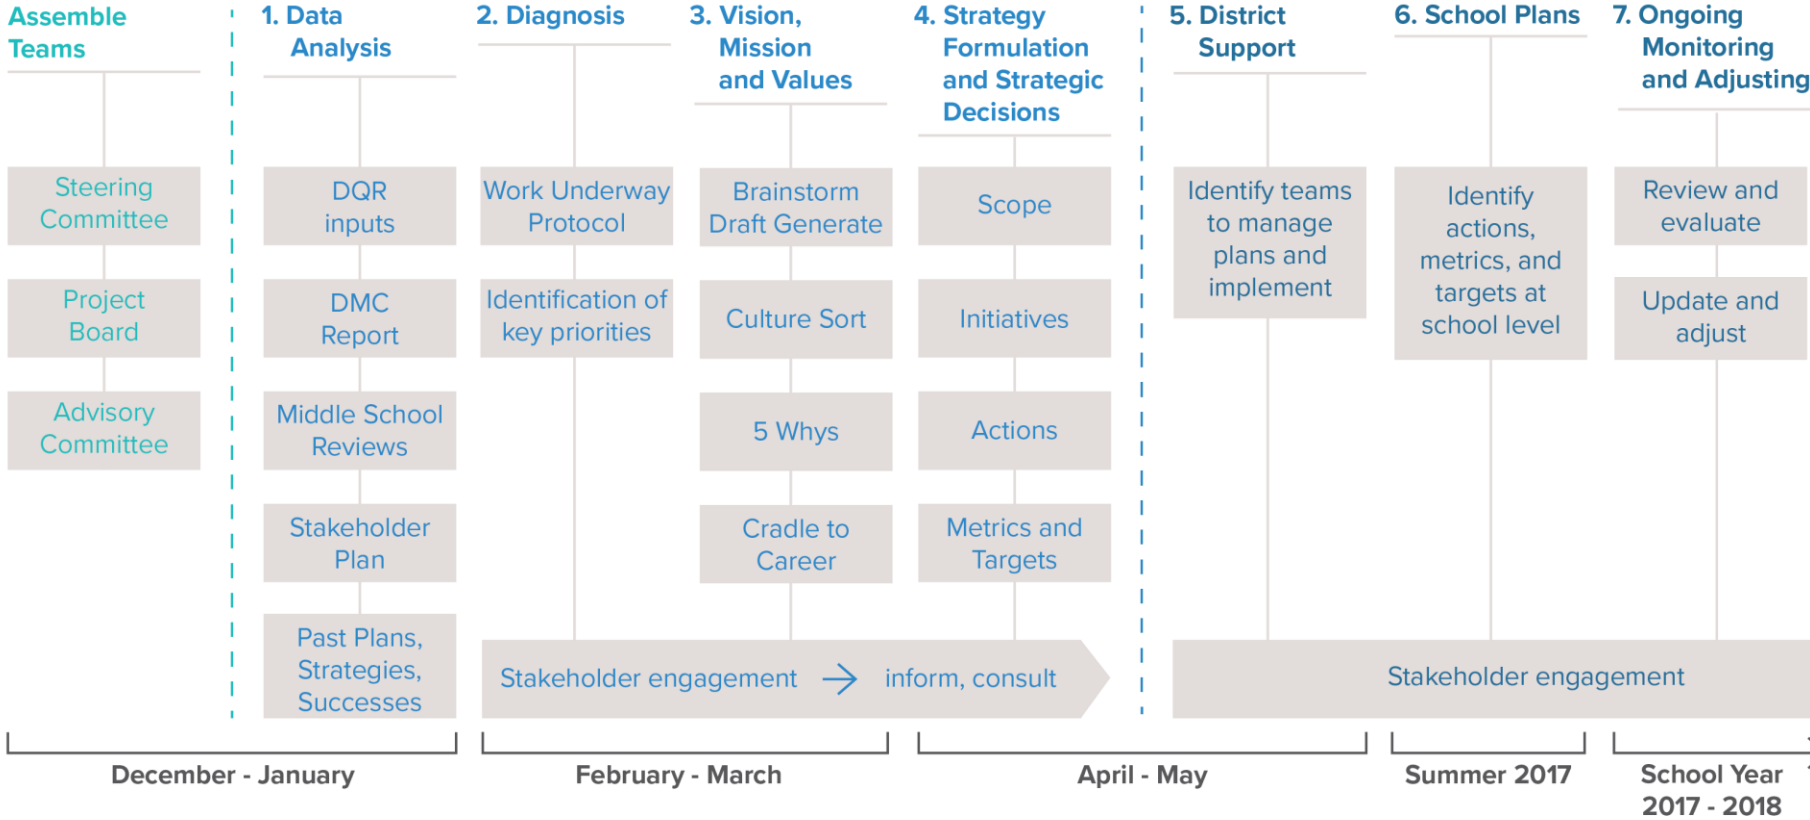 Assemble
Teams
Steering
Committee
Project
Board
Advisory
Committee
1. Data
Analysis
DQR
inputs
DMC
Report
Middle School
Reviews
Stakeholder
Plan
Past Plans,
Strategies,
Successes
2. Diagnosis
Work Underway
Protocol
Identification of
key priorities
3. Vision,
Mission
and Values
Brainstorm
Draft Generate
Culture Sort
5 Whys
Cradle to
Career
4. Strategy
Formulation
and Strategic
Decisions
Scope
Initiatives
Actions
Metrics and
Targets
Stakeholder engagement → inform, consult
5. District
Support
Identify teams
to manage
plans and
implement
6. School Plans
Identify
actions,
metrics, and
targets at
school level
7. Ongoing
Monitoring
and Adjusting
Review and
evaluate
Update and
adjust
Stakeholder engagement
December - January
February - March
April - May
Summer 2017
School Year
2017 - 2018